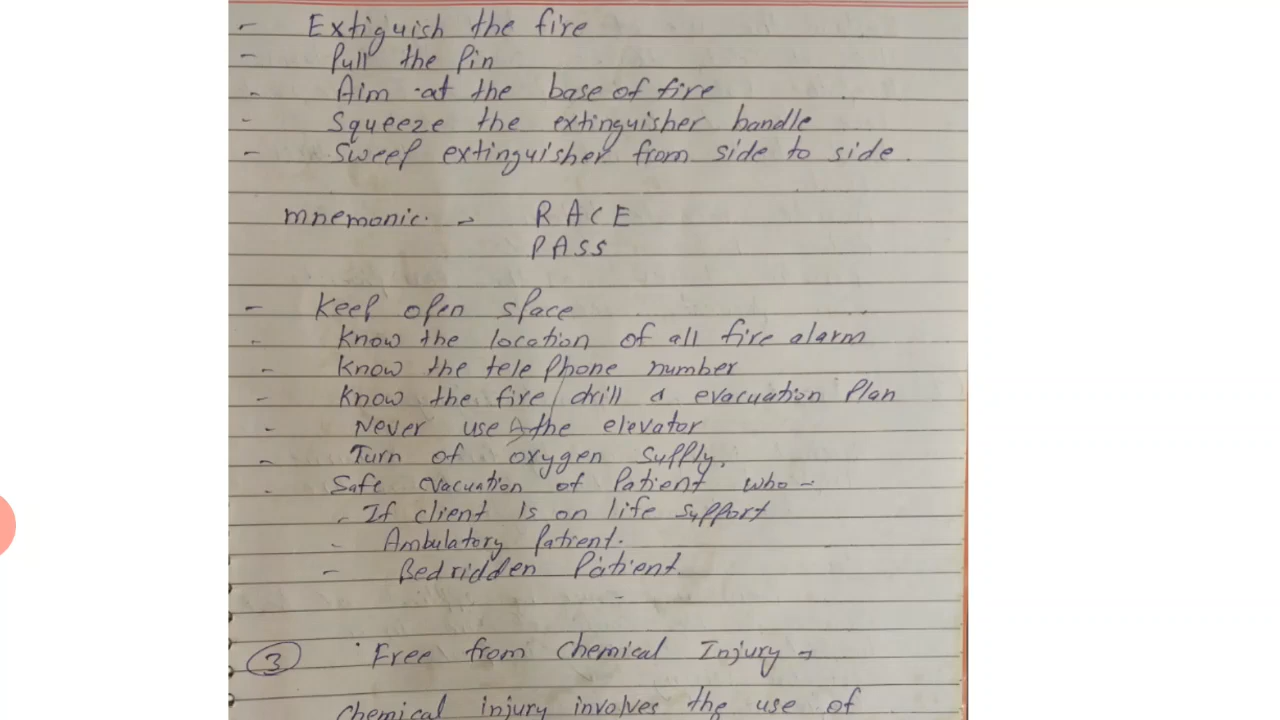 - Extiguish the fire
- Pull the Pin
- Aim at the base of fire
- Squeeze the extinguisher handle
- Sweep extinguisher from side to side.
mnemonic. - RACE
PASS
- Keep open space
- Know the location of all fire alarm
- Know the telephone number
- Know the fire drill & evacuation Plan
- Never use the elevator
- Turn of oxygen supply.
- Safe evacuation of Patient who -
- If client Is on life support
- Ambulatory Patient.
- Bedridden Patient
3 Free from Chemical Injury -
Chemical injury involves the use of